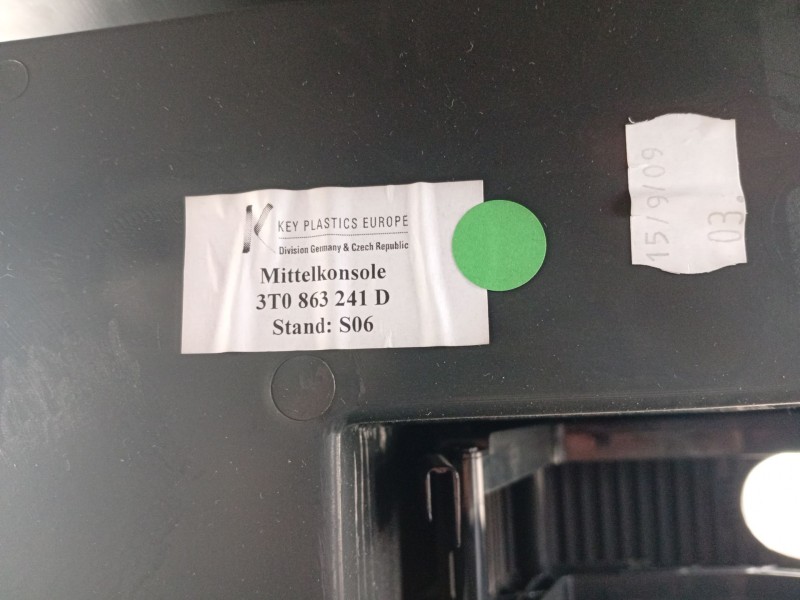 KEY PLASTICS EUROPE
Division Germany & Czech Republic
Mittelkonsole
3T0 863 241 D
Stand: S06
15/9/09
03.